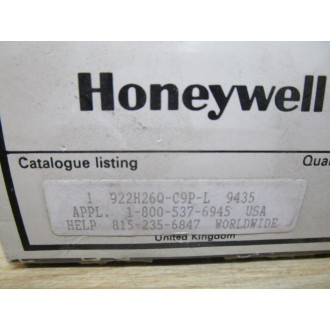 Honeywell
Catalogue listing Qua
1 922H26Q-C9P-L 9435
APPL. 1-800-537-6945 USA
HELP 815-235-6847 WORLDWIDE
United Kingdom